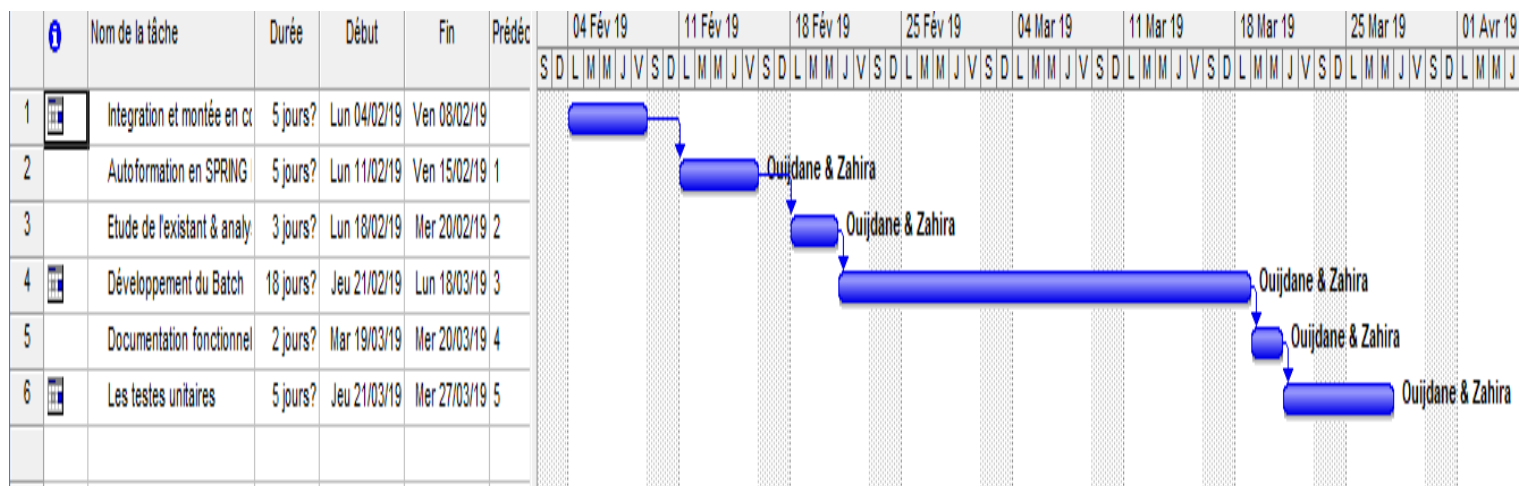 Nom de la tâche Durée Début Fin Prédéc
04 Fév 19 11 Fév 19 18 Fév 19 25 Fév 19 04 Mar 19 11 Mar 19 18 Mar 19 25 Mar 19 01 Avr 19
S D L M M J V S D L M M J V S D L M M J V S D L M M J V S D L M M J V S D L M M J V S D L M M J V S D L M M J V S D L M M J
1 Integration et montée en co 5 jours? Lun 04/02/19 Ven 08/02/19
2 Autoformation en SPRING 5 jours? Lun 11/02/19 Ven 15/02/19 1 Ouijdane & Zahira
3 Etude de l'existant & analy 3 jours? Lun 18/02/19 Mer 20/02/19 2 Ouijdane & Zahira
4 Développement du Batch 18 jours? Jeu 21/02/19 Lun 18/03/19 3 Ouijdane & Zahira
5 Documentation fonctionnel 2 jours? Mar 19/03/19 Mer 20/03/19 4 Ouijdane & Zahira
6 Les testes unitaires 5 jours? Jeu 21/03/19 Mer 27/03/19 5 Ouijdane & Zahira